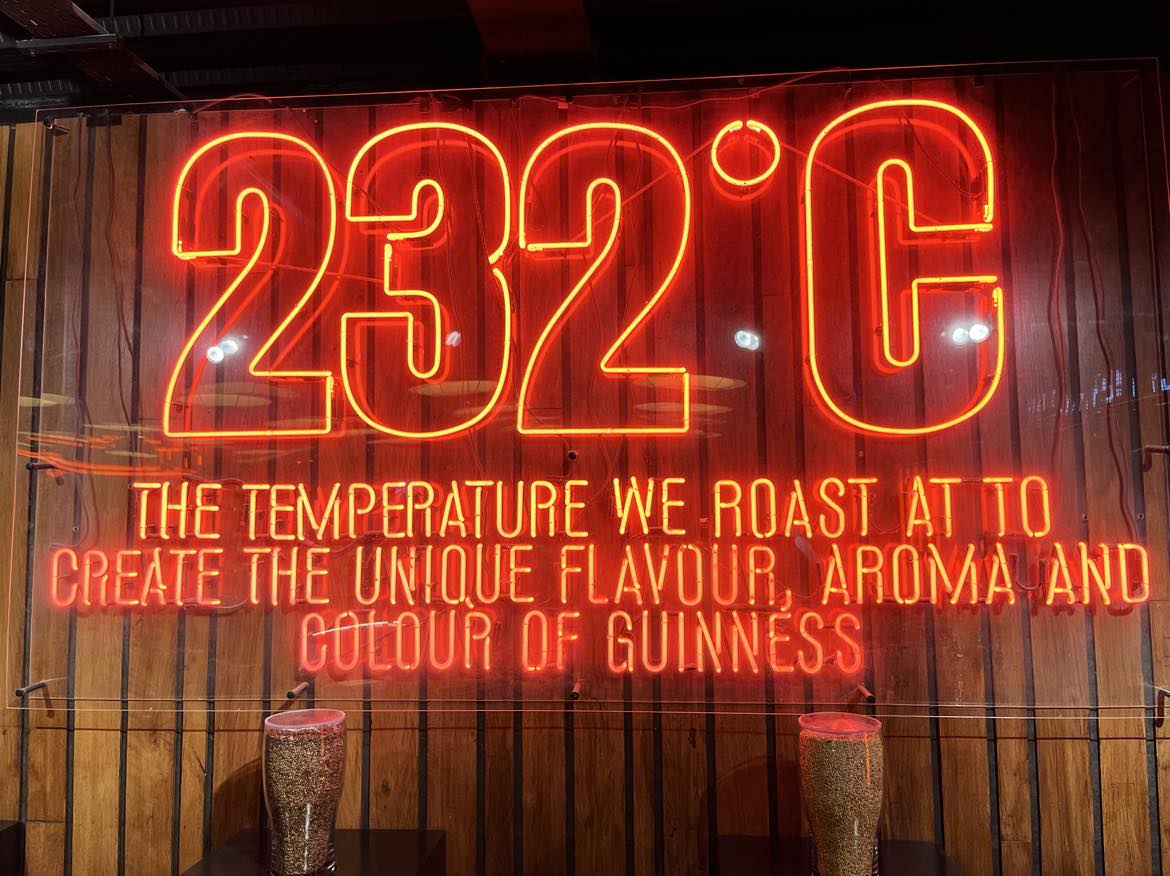 232°C
THE TEMPERATURE WE ROAST AT TO
CREATE THE UNIQUE FLAVOUR, AROMA AND
COLOUR OF GUINNESS